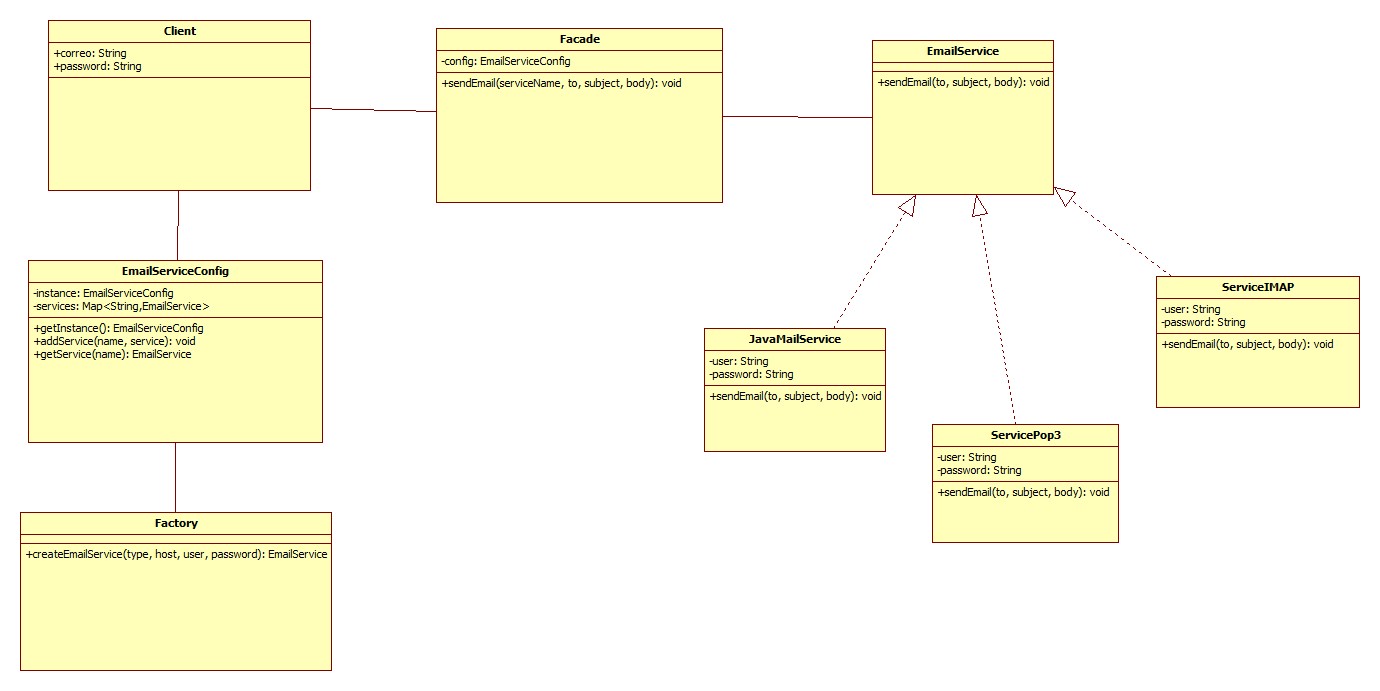 Client
+correo: String
+password: String
Facade
-config: EmailServiceConfig
+sendEmail(serviceName, to, subject, body): void
EmailService
+sendEmail(to, subject, body): void
EmailServiceConfig
-instance: EmailServiceConfig
-services: Map<String,EmailService>
+getInstance(): EmailServiceConfig
+addService(name, service): void
+getService(name): EmailService
JavaMailService
-user: String
-password: String
+sendEmail(to, subject, body): void
ServicePop3
-user: String
-password: String
+sendEmail(to, subject, body): void
ServiceIMAP
-user: String
-password: String
+sendEmail(to, subject, body): void
Factory
+createEmailService(type, host, user, password): EmailService